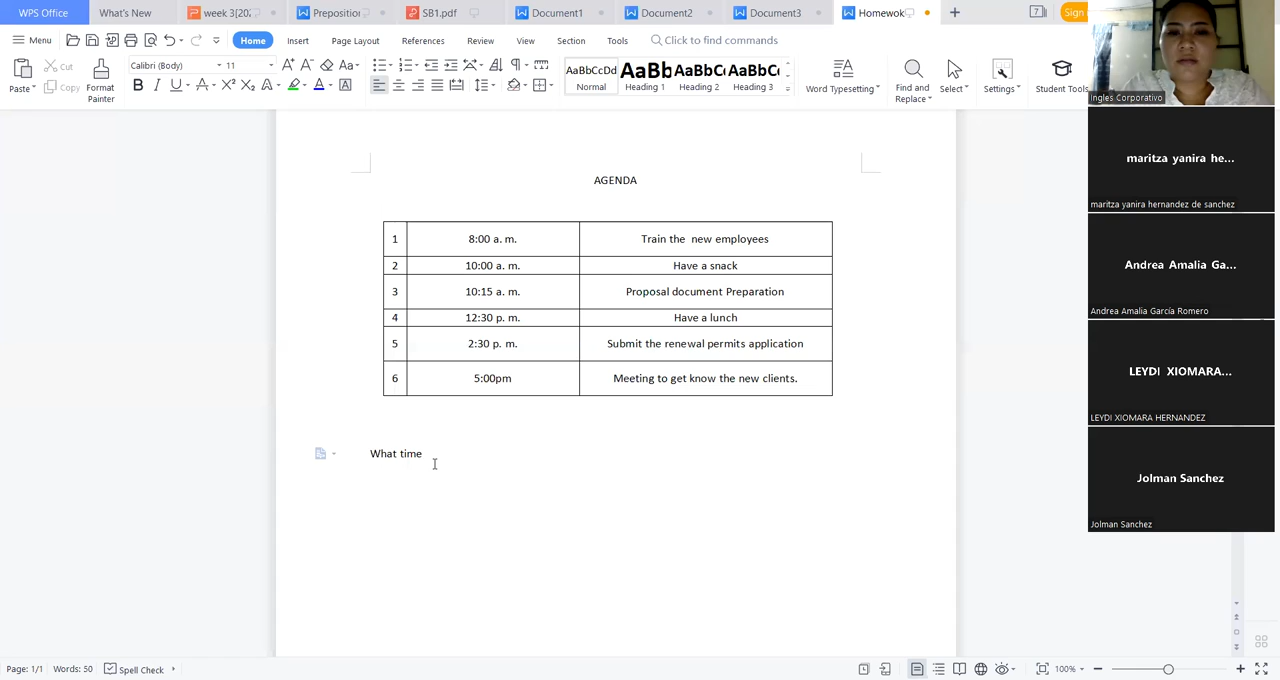 WPS Office What's New week 3[20 Preposition SB1.pdf Document1 Document2 Document3 Homewok Sign
Menu Home Insert Page Layout References Review View Section Tools Click to find commands
Paste Cut Copy Format Painter Calibri (Body) 11 AaBbCcDd Normal AaBb Heading 1 AaBbC Heading 2 AaBbC Heading 3 Word Typesetting Find and Replace Select Settings Student Tools
Ingles Corporativo
AGENDA
1 8:00 a. m. Train the new employees
2 10:00 a. m. Have a snack
3 10:15 a. m. Proposal document Preparation
4 12:30 p. m. Have a lunch
5 2:30 p. m. Submit the renewal permits application
6 5:00pm Meeting to get know the new clients.
What time
maritza yanira he...
maritza yanira hernandez de sanchez
Andrea Amalia Ga...
Andrea Amalia García Romero
LEYDI XIOMARA...
LEYDI XIOMARA HERNANDEZ
Jolman Sanchez
Jolman Sanchez
Page: 1/1 Words: 50 Spell Check 100%